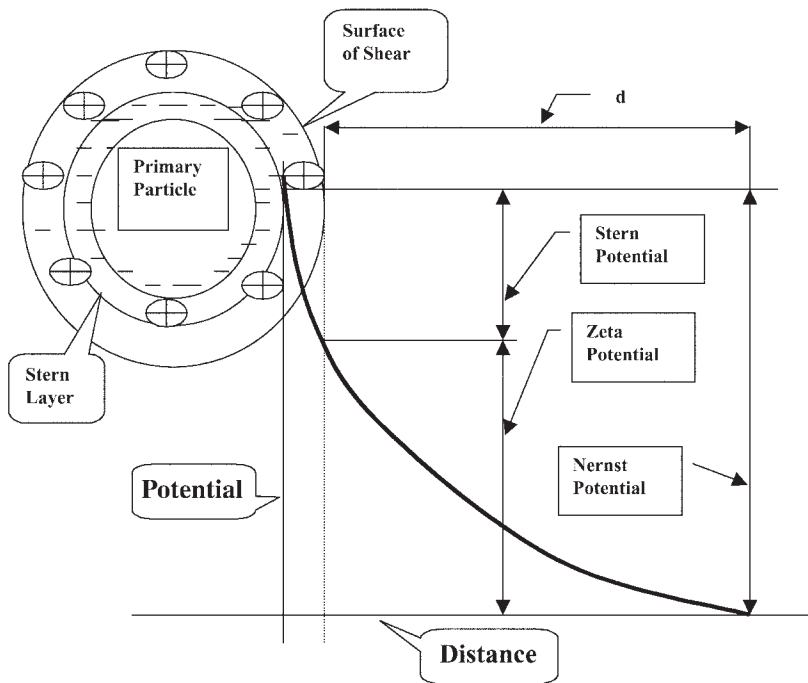 Surface
of Shear
d
Primary
Particle
Stern
Potential
Zeta
Potential
Stern
Layer
Nernst
Potential
Potential
Distance